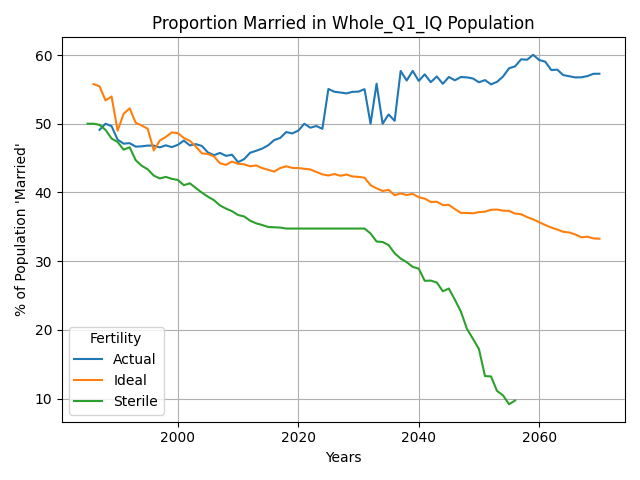 Proportion Married in Whole_Q1_IQ Population
% of Population 'Married'
60
50
40
30
20
10
Fertility
Actual
Ideal
Sterile
2000
2020
2040
2060
Years